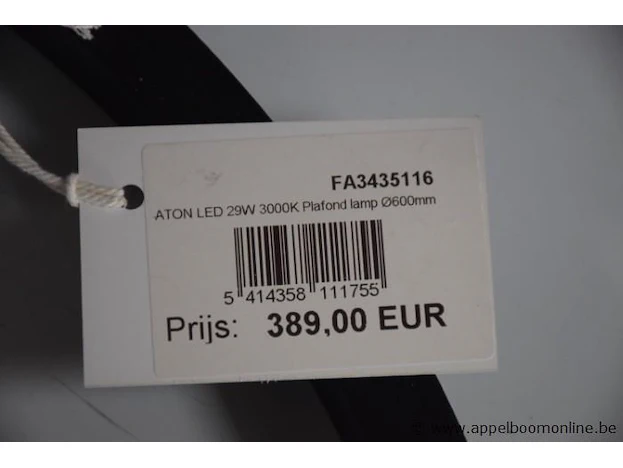 FA3435116
ATON LED 29W 3000K Plafond lamp Ø600mm
5 414358 111755
Prijs: 389,00 EUR
© www.appelboomonline.be